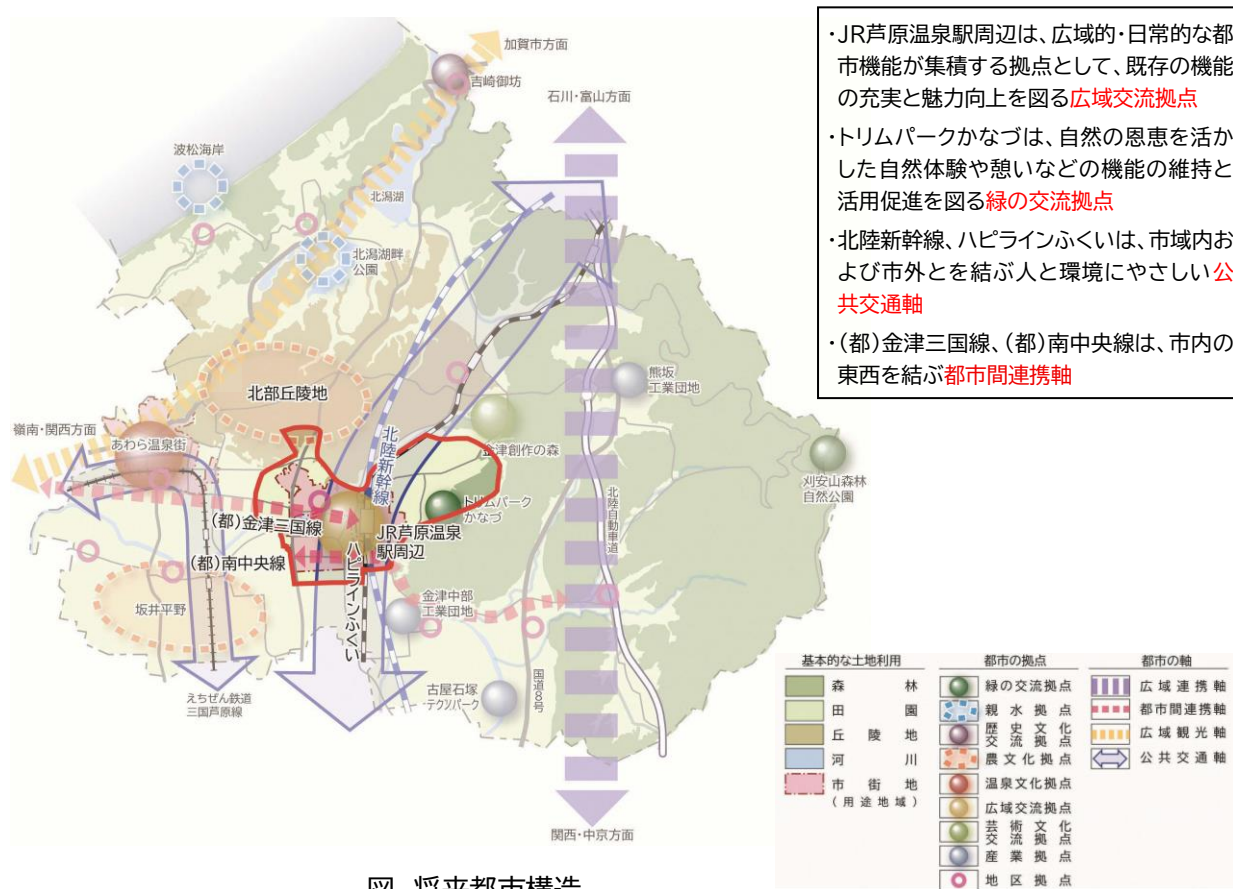 ・JR芦原温泉駅周辺は、広域的・日常的な都
市機能が集積する拠点として、既存の機能
の充実と魅力向上を図る広域交流拠点
・トリムパークかなづは、自然の恩恵を活か
した自然体験や憩いなどの機能の維持と
活用促進を図る緑の交流拠点
・北陸新幹線、ハピラインふくいは、市域内お
よび市外とを結ぶ人と環境にやさしい公
共交通軸
・(都)金津三国線、(都)南中央線は、市内の
東西を結ぶ都市間連携軸
加賀市方面
吉崎御坊
石川・富山方面
波松海岸
北潟湖
北潟湖畔
公園
熊坂
工業団地
北部丘陵地
嶺南・関西方面
あわら温泉街
北陸新幹線
金津創作の森
刈安山森林
自然公園
トリムパーク
かなづ
北陸自動車道
(都)金津三国線
JR芦原温泉
駅周辺
(都)南中央線
ハピラインふくい
坂井平野
金津中部
工業団地
えちぜん鉄道
三国芦原線
古屋石塚
テクノパーク
国道8号
関西・中京方面
基本的な土地利用
森林
田園
丘陵地
河川
市街地
(用途地域)
都市の拠点
緑の交流拠点
親水拠点
歴史文化
交流拠点
農文化拠点
温泉文化拠点
広域交流拠点
芸術文化
交流拠点
産業拠点
地区拠点
都市の軸
広域連携軸
都市間連携軸
広域観光軸
公共交通軸
図 将来都市構造